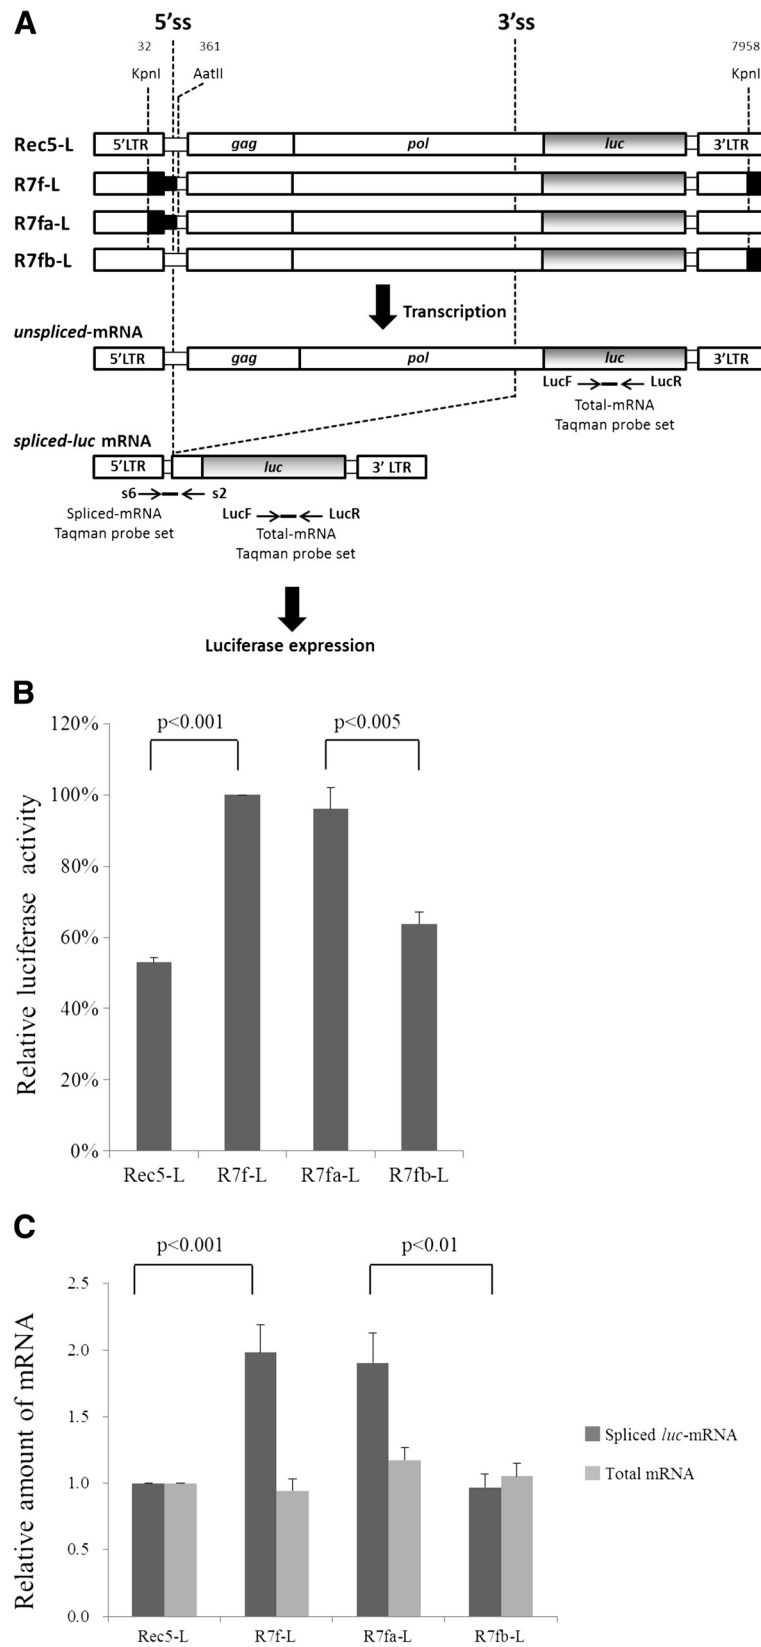 A
5'ss
3'ss
32
361
7958
KpnI
AatII
KpnI
Rec5-L
5'LTR
gag
pol
luc
3'LTR
R7f-L
R7fa-L
R7fb-L
Transcription
unspliced-mRNA
5'LTR
gag
pol
luc
3'LTR
LucF
LucR
Total-mRNA
Taqman probe set
spliced-luc mRNA
5'LTR
luc
3' LTR
s6
s2
Spliced-mRNA
Taqman probe set
LucF
LucR
Total-mRNA
Taqman probe set
Luciferase expression
B
Relative luciferase activity
120%
100%
80%
60%
40%
20%
0%
p<0.001
p<0.005
Rec5-L
R7f-L
R7fa-L
R7fb-L
C
Relative amount of mRNA
2.5
2.0
1.5
1.0
0.5
0.0
p<0.001
p<0.01
Rec5-L
R7f-L
R7fa-L
R7fb-L
Spliced luc-mRNA
Total mRNA